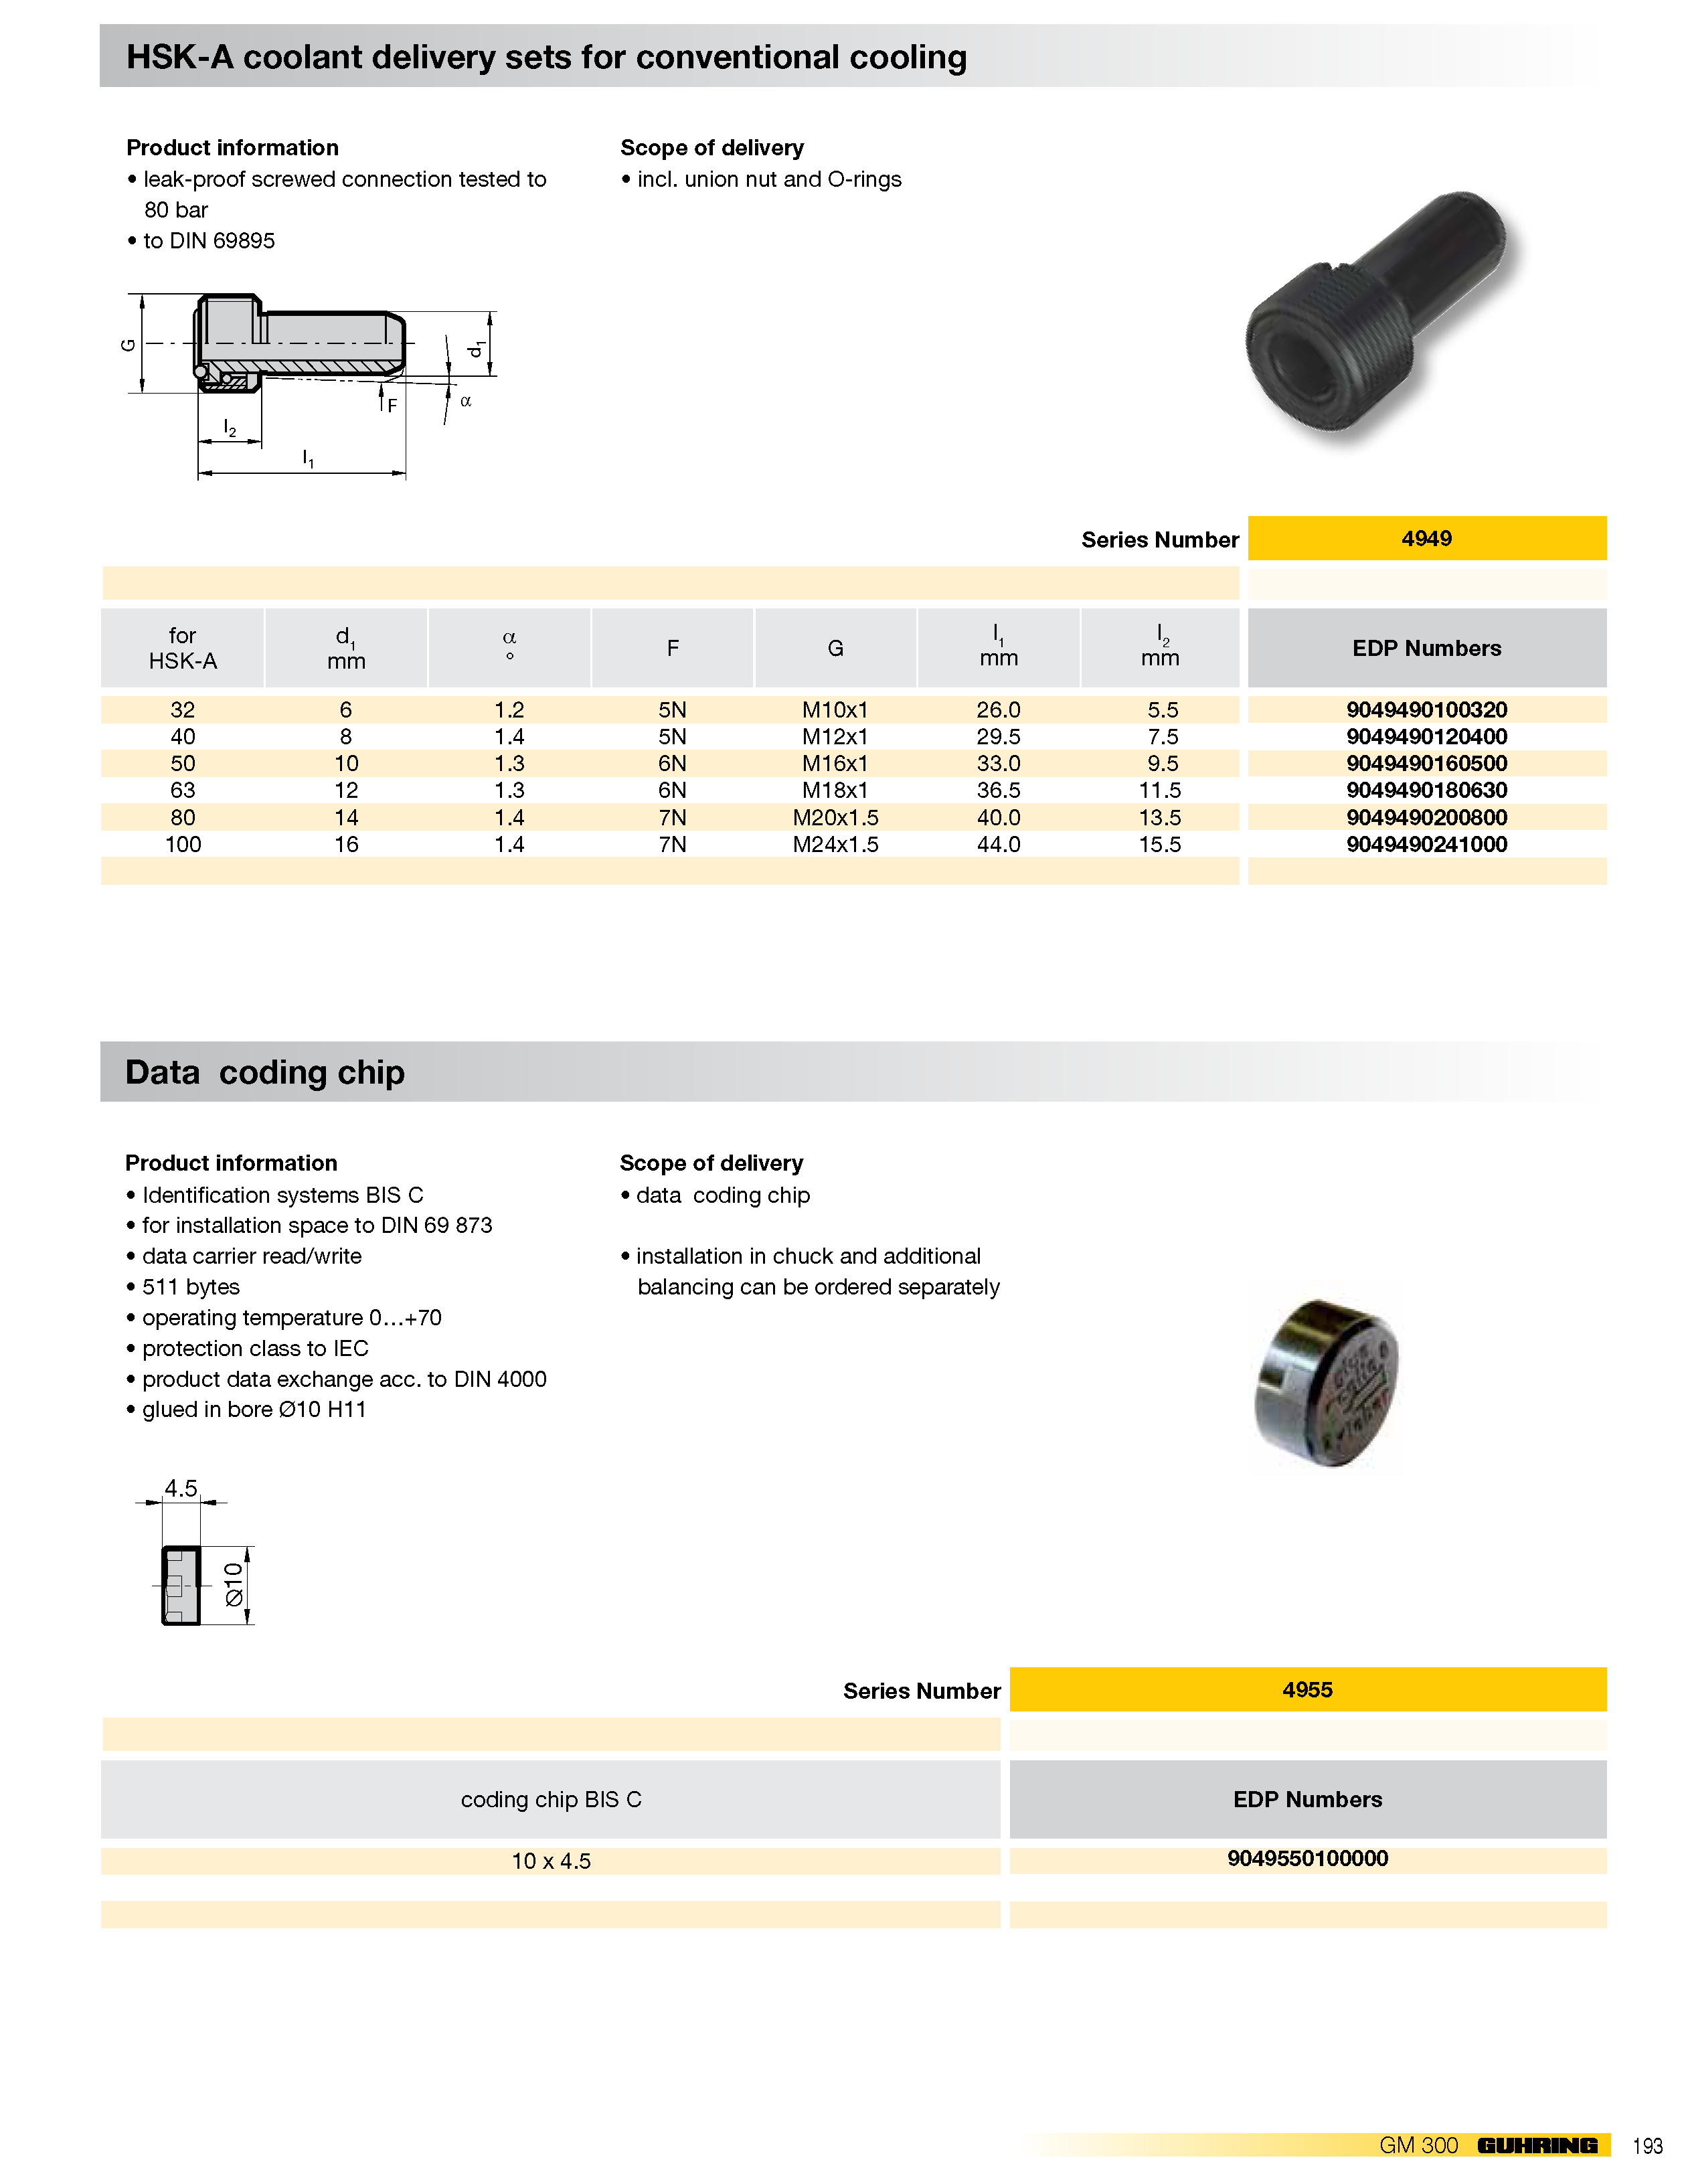 HSK-A coolant delivery sets for conventional cooling
Product information
• leak-proof screwed connection tested to
80 bar
• to DIN 69895
Scope of delivery
• incl. union nut and O-rings
G
d1
F
α
l2
l1
Series Number 4949
for HSK-A d1 mm α ° F G l1 mm l2 mm EDP Numbers
32 6 1.2 5N M10x1 26.0 5.5 9049490100320
40 8 1.4 5N M12x1 29.5 7.5 9049490120400
50 10 1.3 6N M16x1 33.0 9.5 9049490160500
63 12 1.3 6N M18x1 36.5 11.5 9049490180630
80 14 1.4 7N M20x1.5 40.0 13.5 9049490200800
100 16 1.4 7N M24x1.5 44.0 15.5 9049490241000
Data coding chip
Product information
• Identification systems BIS C
• for installation space to DIN 69 873
• data carrier read/write
• 511 bytes
• operating temperature 0…+70
• protection class to IEC
• product data exchange acc. to DIN 4000
• glued in bore Ø10 H11
Scope of delivery
• data coding chip
• installation in chuck and additional
balancing can be ordered separately
4.5
Ø10
Series Number 4955
coding chip BIS C EDP Numbers
10 x 4.5 9049550100000
GM 300 GUHRING 193